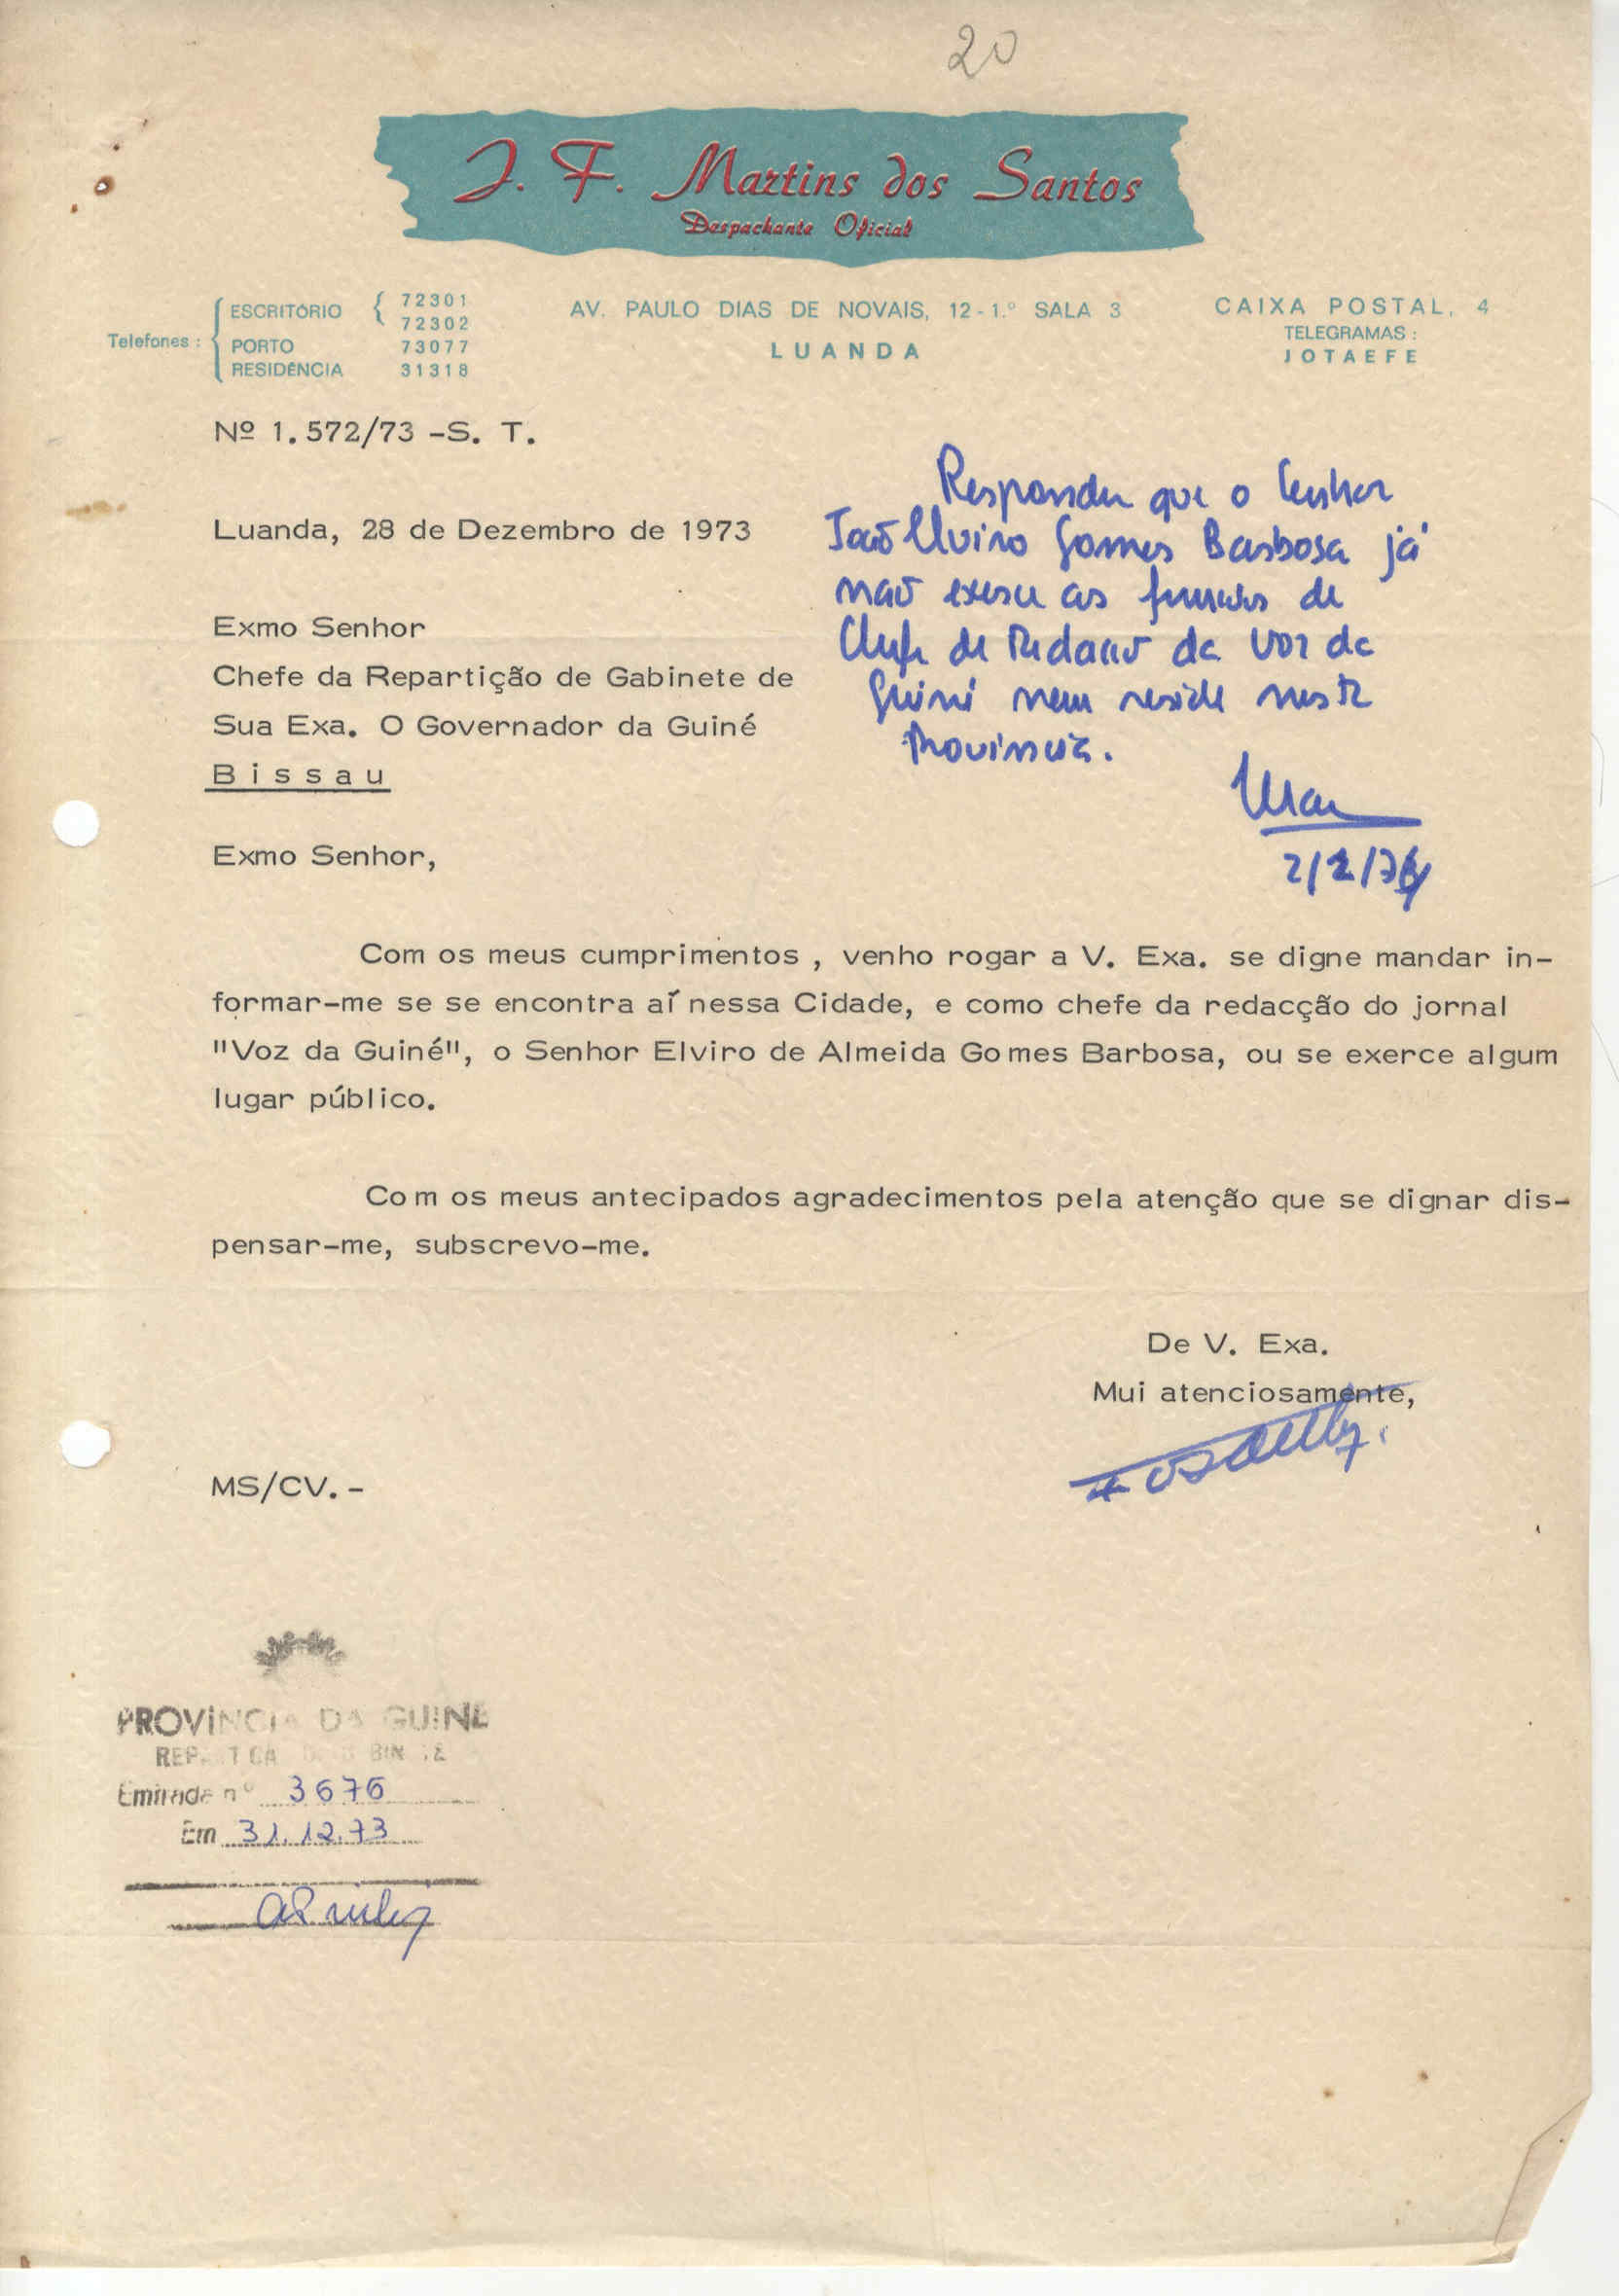 20
J. F. Martins dos Santos
Despachante Oficial
Telefones :
ESCRITÓRIO 72301
72302
PORTO 73077
RESIDÊNCIA 31318
AV. PAULO DIAS DE NOVAIS, 12 - 1.º SALA 3
LUANDA
CAIXA POSTAL, 4
TELEGRAMAS :
JOTAEFE
Nº 1.572/73 -S. T.
Luanda, 28 de Dezembro de 1973
Exmo Senhor
Chefe da Repartição de Gabinete de
Sua Exa. O Governador da Guiné
Bissau
Responder que o Senhor
João Elviro Gomes Barbosa já
não exerce as funções de
Chefe de Redacção da Voz da
Guiné nem reside nesta
Província.
2/1/74
Exmo Senhor,
Com os meus cumprimentos , venho rogar a V. Exa. se digne mandar in-
formar-me se se encontra aí nessa Cidade, e como chefe da redacção do jornal
"Voz da Guiné", o Senhor Elviro de Almeida Gomes Barbosa, ou se exerce algum
lugar público.
Com os meus antecipados agradecimentos pela atenção que se dignar dis-
pensar-me, subscrevo-me.
De V. Exa.
Mui atenciosamente,
MS/CV. -
PROVÍNCIA DA GUINÉ
REPARTIÇÃO DO GABINETE
Entrada nº 3676
Em 31.12.73